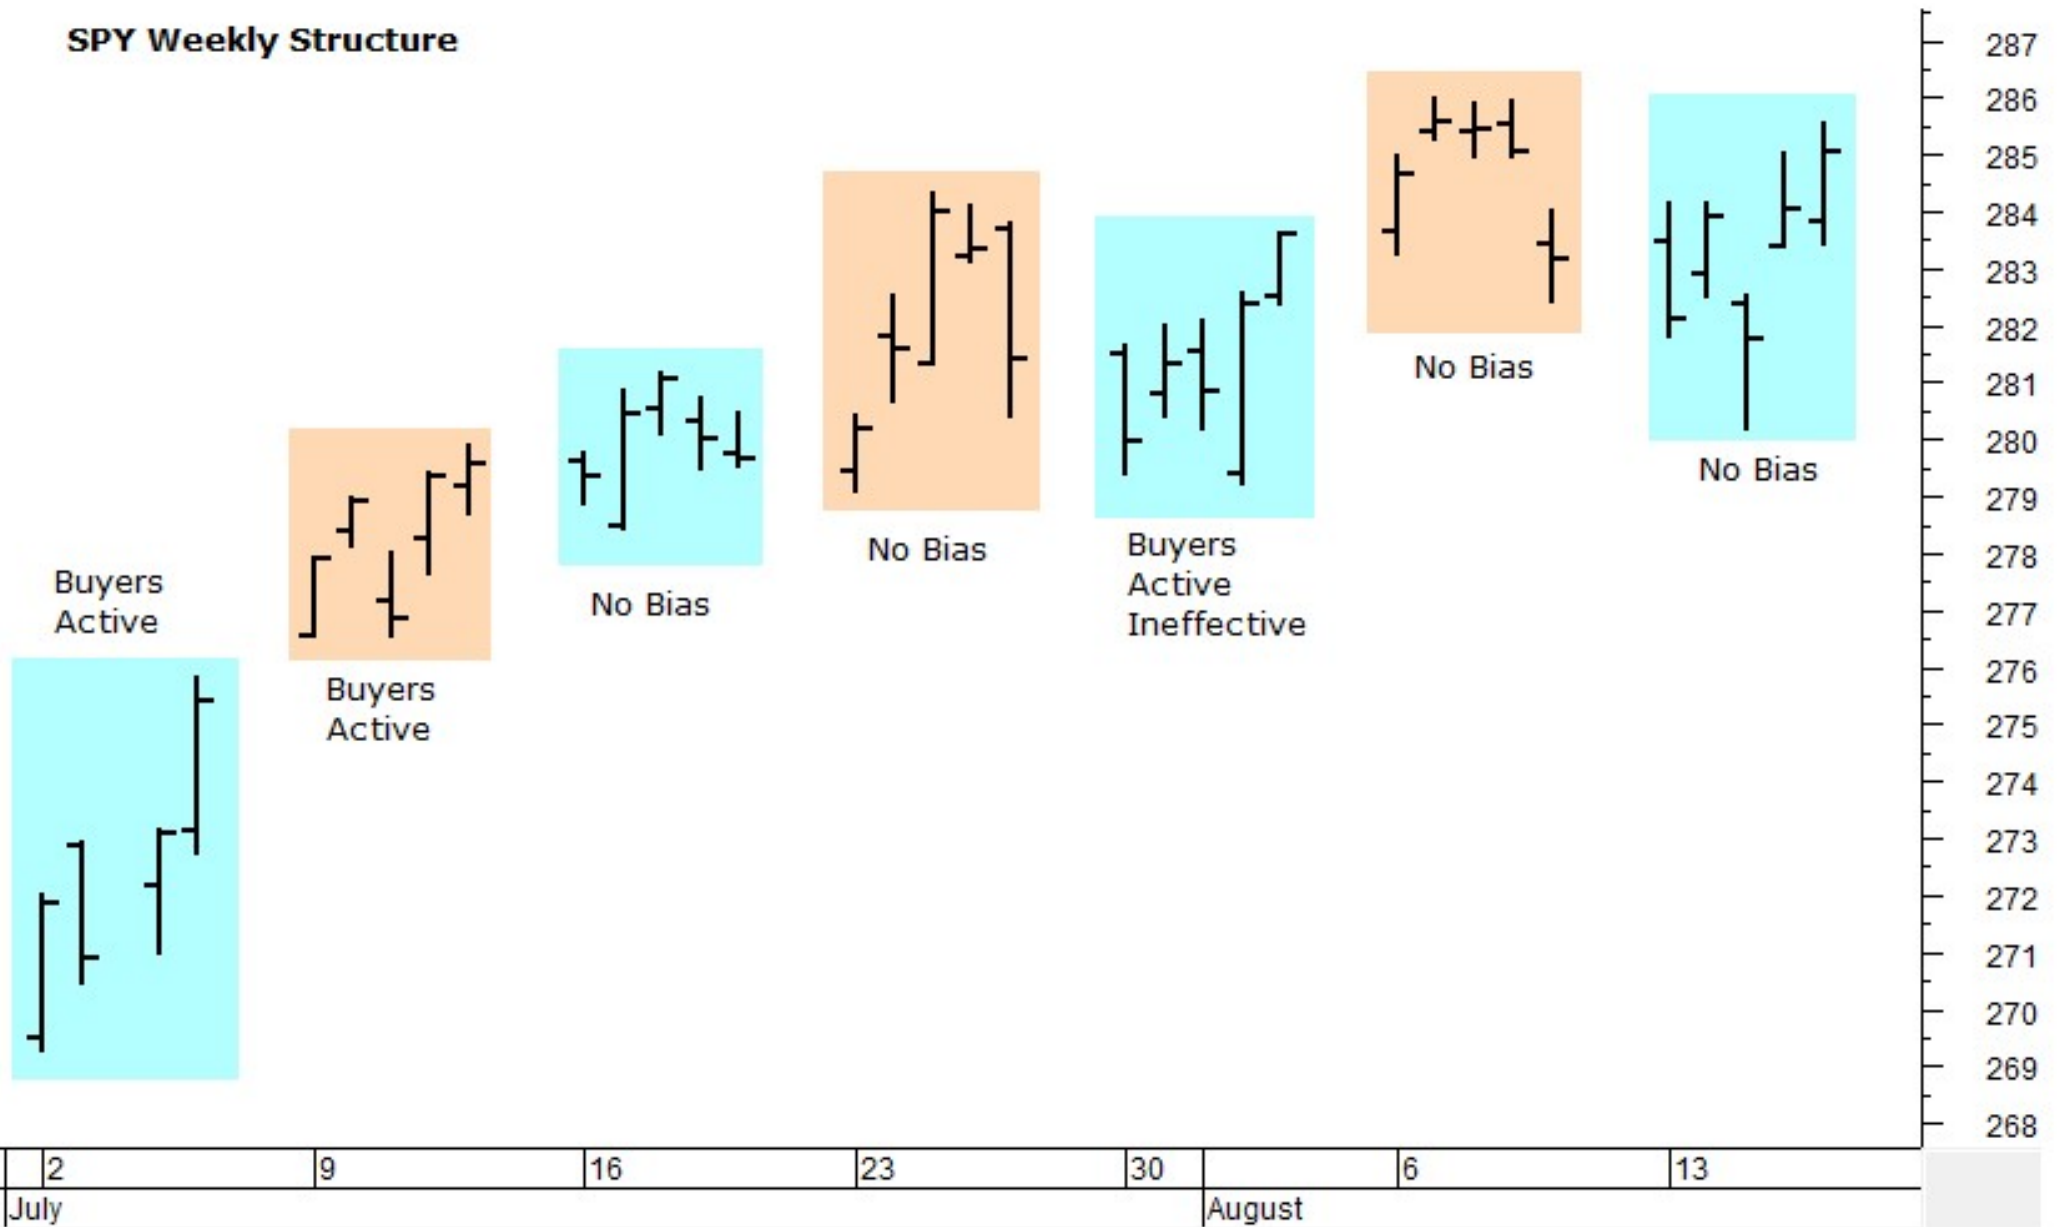 SPY Weekly Structure
287
286
285
284
283
282
281
280
279
278
277
276
275
274
273
272
271
270
269
268
Buyers
Active
Buyers
Active
No Bias
No Bias
Buyers
Active
Ineffective
No Bias
No Bias
2 9 16 23 30 6 13
July August